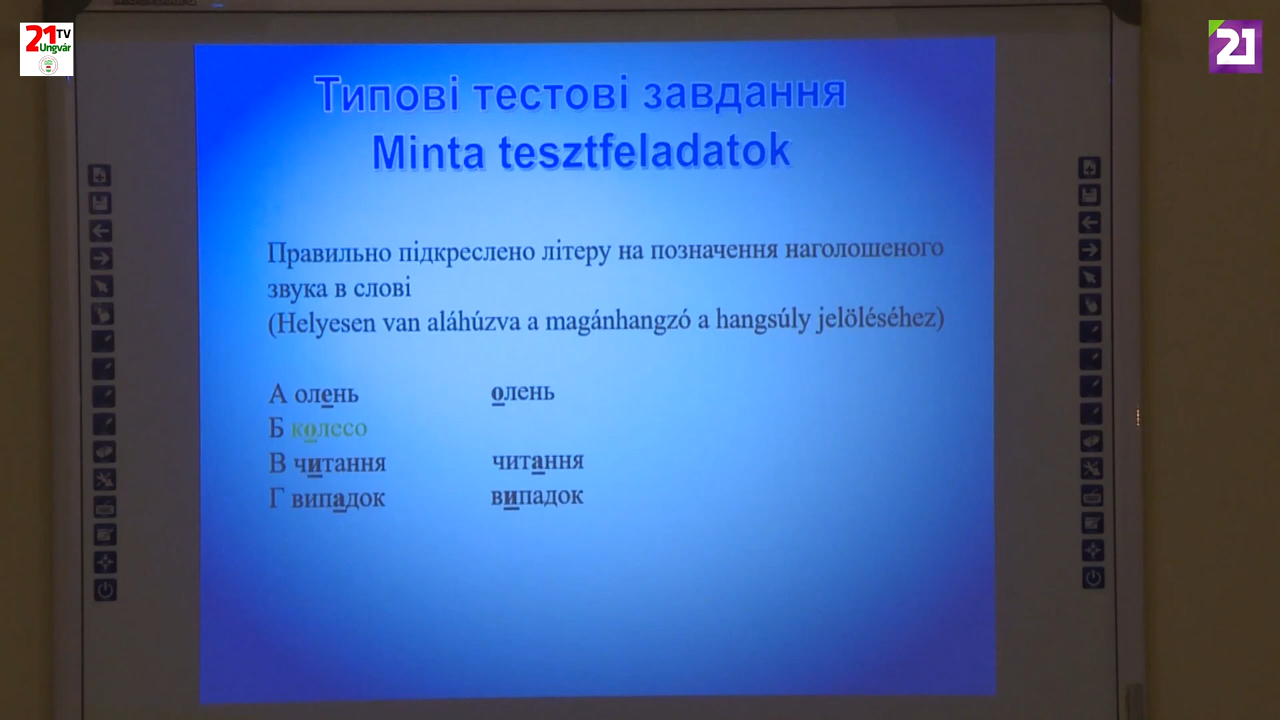 21 TV
Ungvár
21
Типові тестові завдання
Minta tesztfeladatok
Правильно підкреслено літеру на позначення наголошеного
звука в слові
(Helyesen van aláhúzva a magánhangzó a hangsúly jelöléséhez)
А олень олень
Б колесо
В читання читання
Г випадок випадок